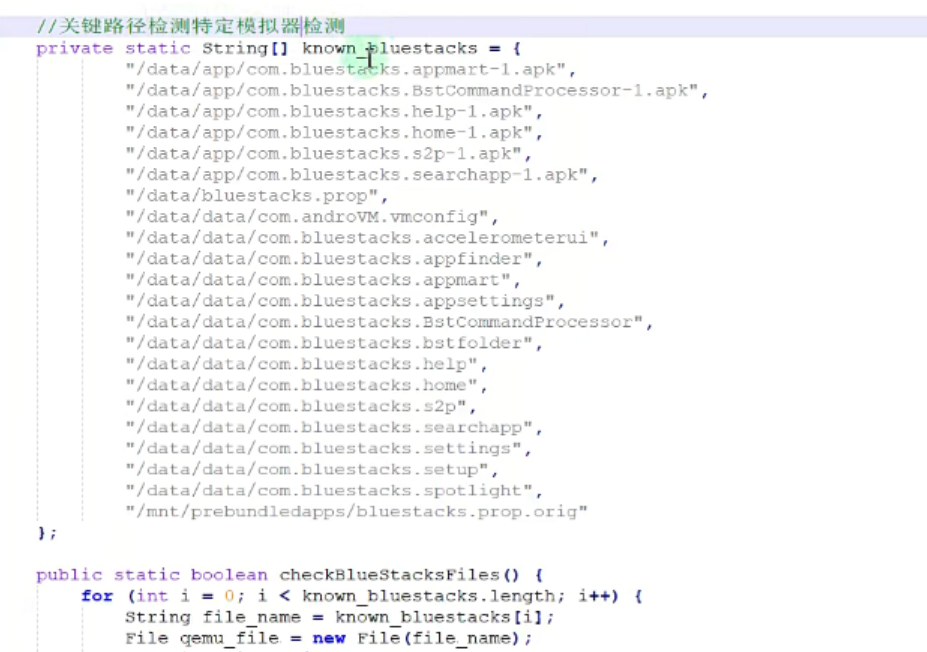 //关键路径检测特定模拟器检测
private static String[] known_bluestacks = {
"/data/app/com.bluestacks.appmart-1.apk",
"/data/app/com.bluestacks.BstCommandProcessor-1.apk",
"/data/app/com.bluestacks.help-1.apk",
"/data/app/com.bluestacks.home-1.apk",
"/data/app/com.bluestacks.s2p-1.apk",
"/data/app/com.bluestacks.searchapp-1.apk",
"/data/bluestacks.prop",
"/data/data/com.androVM.vmconfig",
"/data/data/com.bluestacks.accelerometerui",
"/data/data/com.bluestacks.appfinder",
"/data/data/com.bluestacks.appmart",
"/data/data/com.bluestacks.appsettings",
"/data/data/com.bluestacks.BstCommandProcessor",
"/data/data/com.bluestacks.bstfolder",
"/data/data/com.bluestacks.help",
"/data/data/com.bluestacks.home",
"/data/data/com.bluestacks.s2p",
"/data/data/com.bluestacks.searchapp",
"/data/data/com.bluestacks.settings",
"/data/data/com.bluestacks.setup",
"/data/data/com.bluestacks.spotlight",
"/mnt/prebundledapps/bluestacks.prop.orig"
};
public static boolean checkBlueStacksFiles() {
for (int i = 0; i < known_bluestacks.length; i++) {
String file_name = known_bluestacks[i];
File qemu_file = new File(file_name);